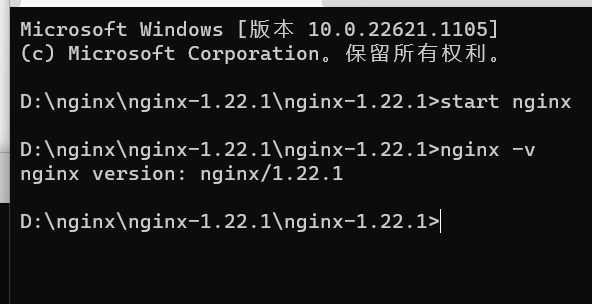 Microsoft Windows [版本 10.0.22621.1105]
(c) Microsoft Corporation。保留所有权利。
D:\nginx\nginx-1.22.1\nginx-1.22.1>start nginx
D:\nginx\nginx-1.22.1\nginx-1.22.1>nginx -v
nginx version: nginx/1.22.1
D:\nginx\nginx-1.22.1\nginx-1.22.1>